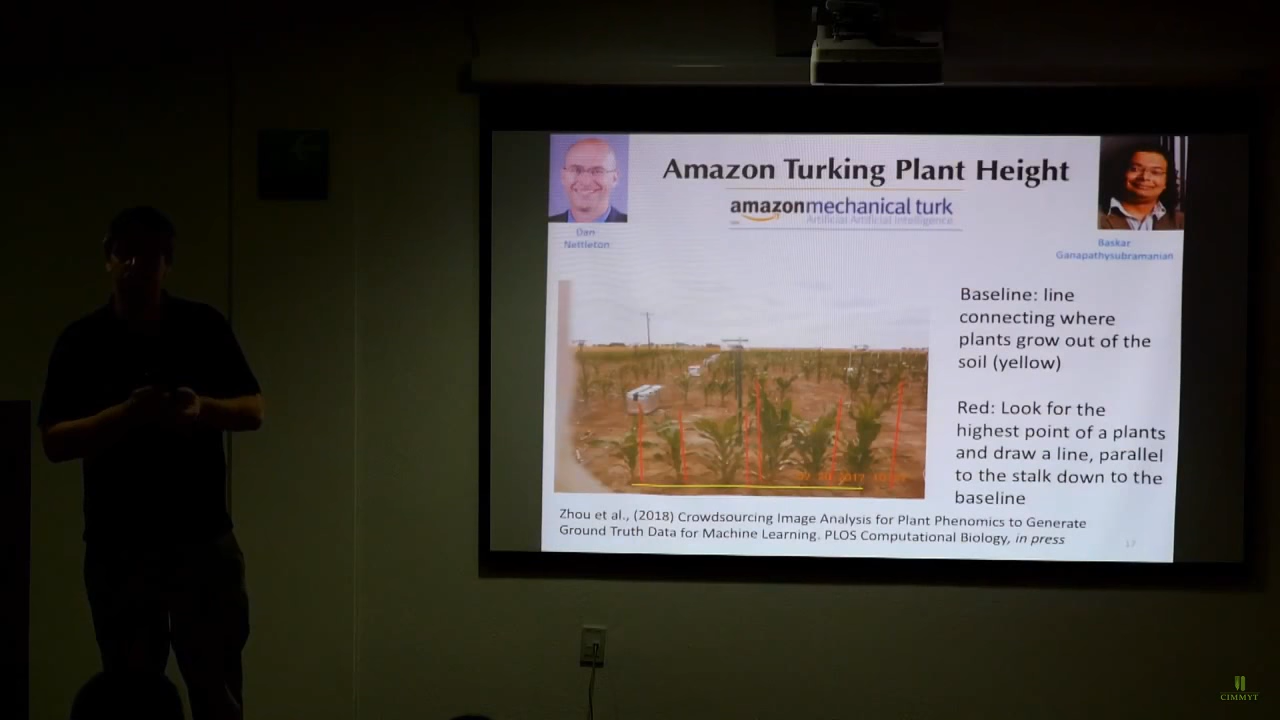 Amazon Turking Plant Height
amazonmechanical turk
Artificial Artificial Intelligence
Dan
Nettleton
Baskar
Ganapathysubramanian
Baseline: line
connecting where
plants grow out of the
soil (yellow)
Red: Look for the
highest point of a plants
and draw a line, parallel
to the stalk down to the
baseline
Zhou et al., (2018) Crowdsourcing Image Analysis for Plant Phenomics to Generate
Ground Truth Data for Machine Learning. PLOS Computational Biology, in press
17
CIMMYT